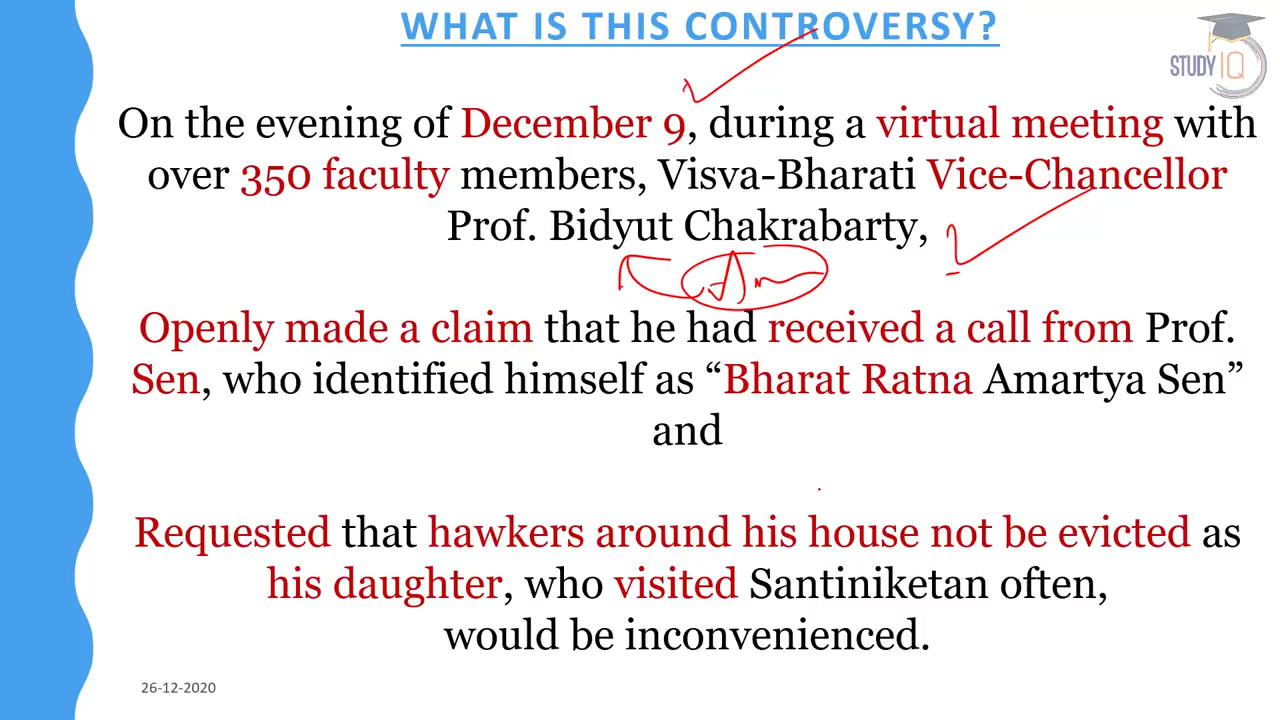 WHAT IS THIS CONTROVERSY?
STUDY IQ
On the evening of December 9, during a virtual meeting with
over 350 faculty members, Visva-Bharati Vice-Chancellor
Prof. Bidyut Chakrabarty,
Openly made a claim that he had received a call from Prof.
Sen, who identified himself as “Bharat Ratna Amartya Sen”
and
Requested that hawkers around his house not be evicted as
his daughter, who visited Santiniketan often,
would be inconvenienced.
26-12-2020